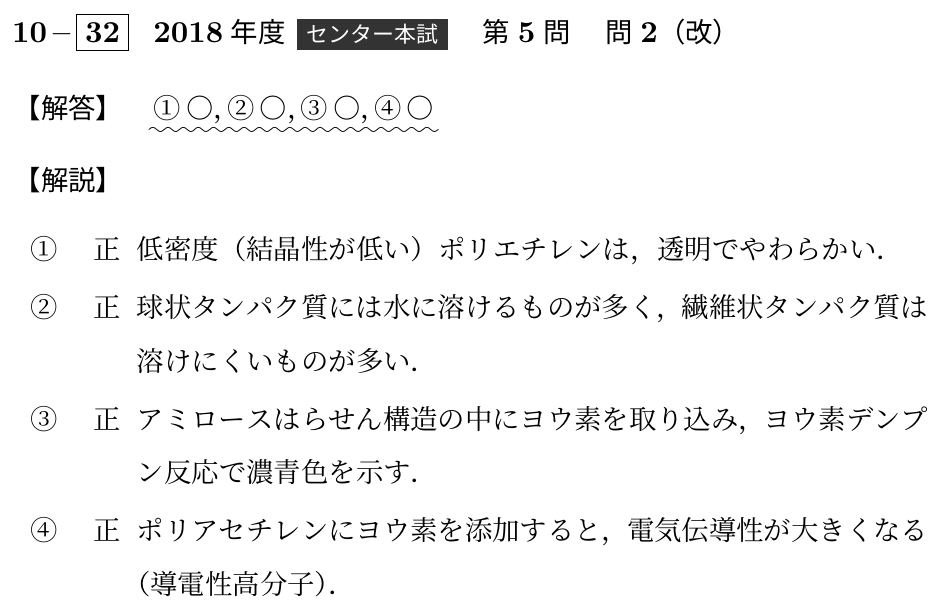 10－32 2018年度 センター本試 第5問 問2（改）
【解答】 ①○，②○，③○，④○
【解説】
① 正 低密度（結晶性が低い）ポリエチレンは，透明でやわらかい．
② 正 球状タンパク質には水に溶けるものが多く，繊維状タンパク質は
溶けにくいものが多い．
③ 正 アミロースはらせん構造の中にヨウ素を取り込み，ヨウ素デンプ
ン反応で濃青色を示す．
④ 正 ポリアセチレンにヨウ素を添加すると，電気伝導性が大きくなる
（導電性高分子）．